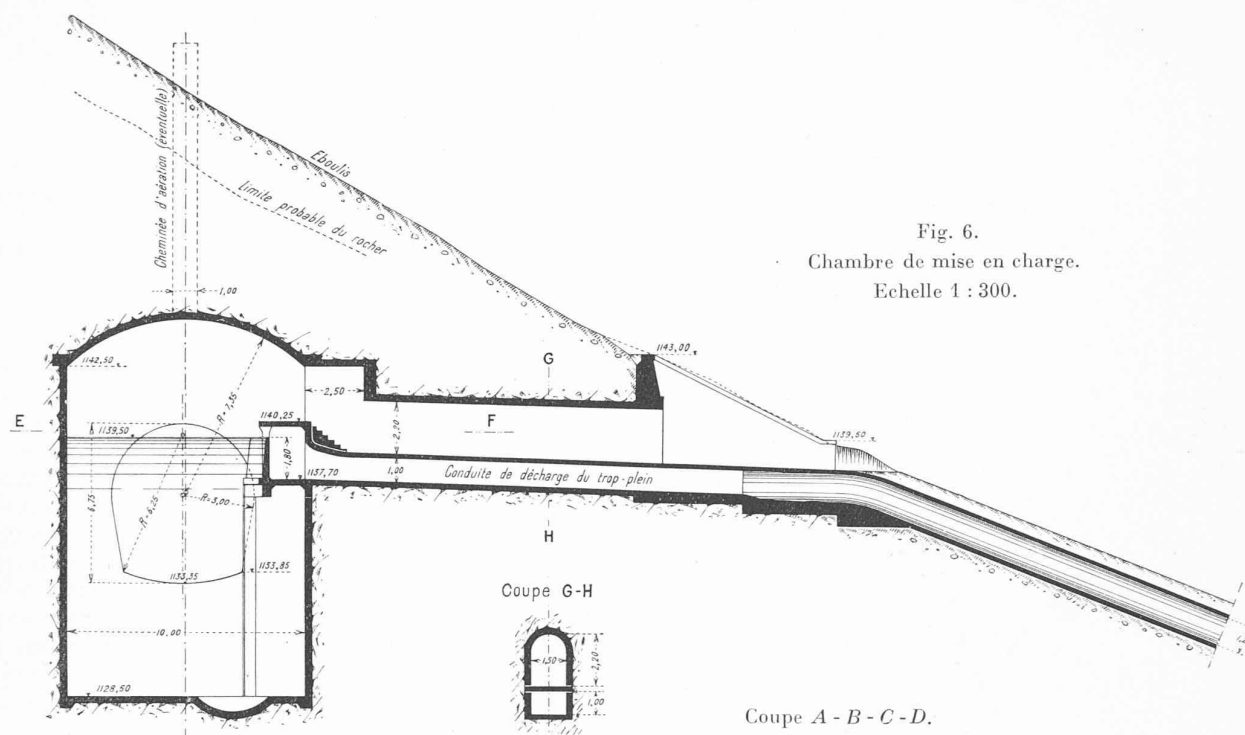 Cheminée d'aération (éventuelle)
Eboulis
Limite probable du rocher
Fig. 6.
Chambre de mise en charge.
Echelle 1 : 300.
1,00
1143,00
G
1142,50
2,50
R=7,35
E
F
1140,25
1139,50
1139,50
2,20
1,80
1,00
1137,70
Conduite de décharge du trop-plein
6,75
R=3,00
R=6,25
H
1133,35
1133,85
Coupe G-H
10,00
1,50
2,20
1,00
1128,50
Coupe A - B - C - D.